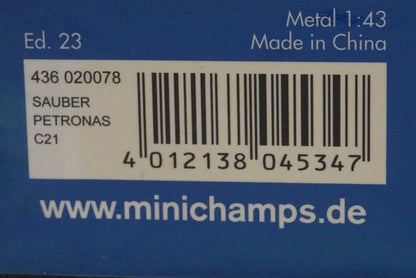 Metal 1:43
Ed. 23
Made in China
436 020078
SAUBER
PETRONAS
C21
4 012138 045347
www.minichamps.de